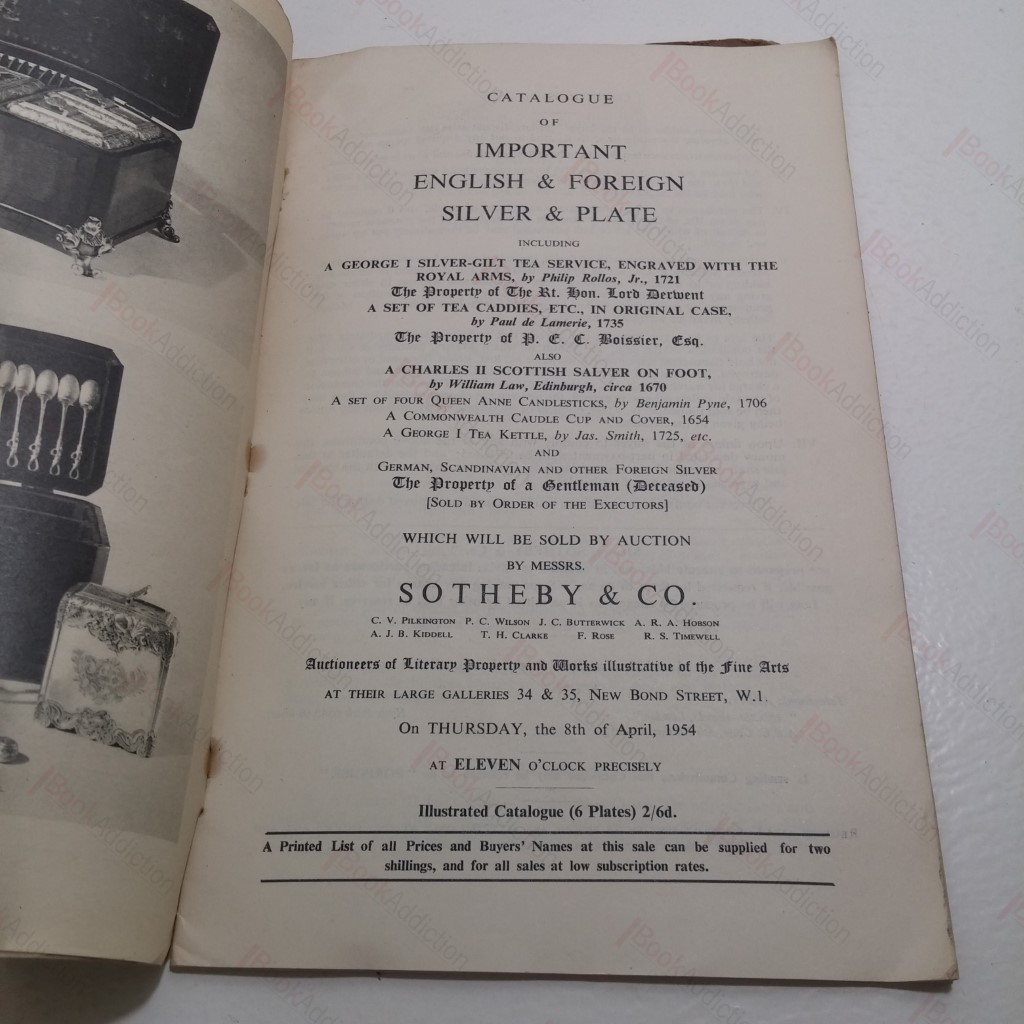 CATALOGUE
OF
IMPORTANT
ENGLISH & FOREIGN
SILVER & PLATE
INCLUDING
A GEORGE I SILVER-GILT TEA SERVICE, ENGRAVED WITH THE
ROYAL ARMS, by Philip Rollos, Jr., 1721
The Property of The Rt. Hon. Lord Derwent
A SET OF TEA CADDIES, ETC., IN ORIGINAL CASE,
by Paul de Lamerie, 1735
The Property of P. E. C. Boissier, Esq.
ALSO
A CHARLES II SCOTTISH SALVER ON FOOT,
by William Law, Edinburgh, circa 1670
A SET OF FOUR QUEEN ANNE CANDLESTICKS, by Benjamin Pyne, 1706
A COMMONWEALTH CAUDLE CUP AND COVER, 1654
A GEORGE I TEA KETTLE, by Jas. Smith, 1725, etc.
AND
GERMAN, SCANDINAVIAN AND OTHER FOREIGN SILVER
The Property of a Gentleman (Deceased)
[SOLD BY ORDER OF THE EXECUTORS]
WHICH WILL BE SOLD BY AUCTION
BY MESSRS.
SOTHEBY & CO.
C. V. PILKINGTON P. C. WILSON J. C. BUTTERWICK A. R. A. HOBSON
A. J. B. KIDDELL T. H. CLARKE F. ROSE R. S. TIMEWELL
Auctioneers of Literary Property and Works illustrative of the Fine Arts
AT THEIR LARGE GALLERIES 34 & 35, NEW BOND STREET, W.1.
On THURSDAY, the 8th of April, 1954
AT ELEVEN O'CLOCK PRECISELY
Illustrated Catalogue (6 Plates) 2/6d.
A Printed List of all Prices and Buyers' Names at this sale can be supplied for two
shillings, and for all sales at low subscription rates.
BookAddiction